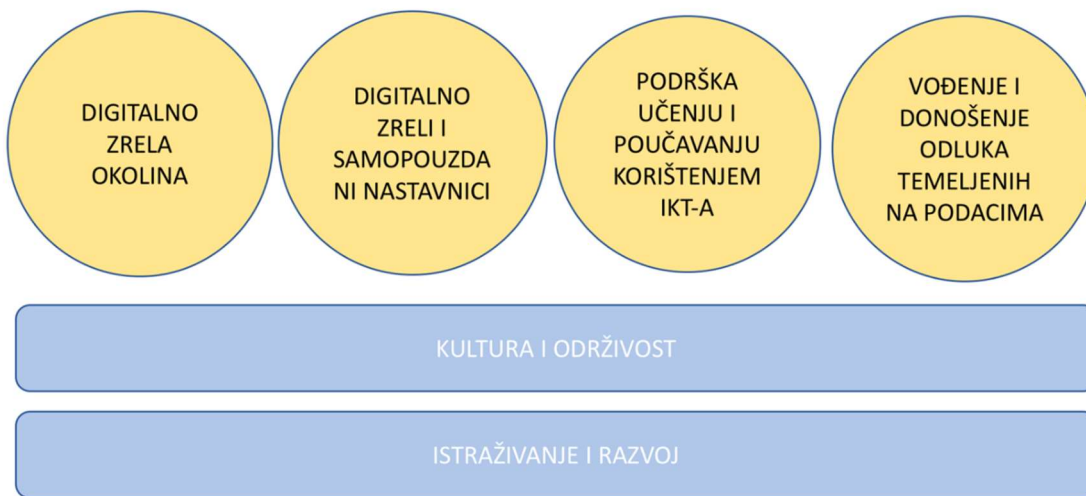 DIGITALNO
ZRELA
OKOLINA
DIGITALNO
ZRELI I
SAMOPOUZDA
NI NASTAVNICI
PODRŠKA
UČENJU I
POUČAVANJU
KORIŠTENJEM
IKT-A
VOĐENJE I
DONOŠENJE
ODLUKA
TEMELJENIH
NA PODACIMA
KULTURA I ODRŽIVOST
ISTRAŽIVANJE I RAZVOJ